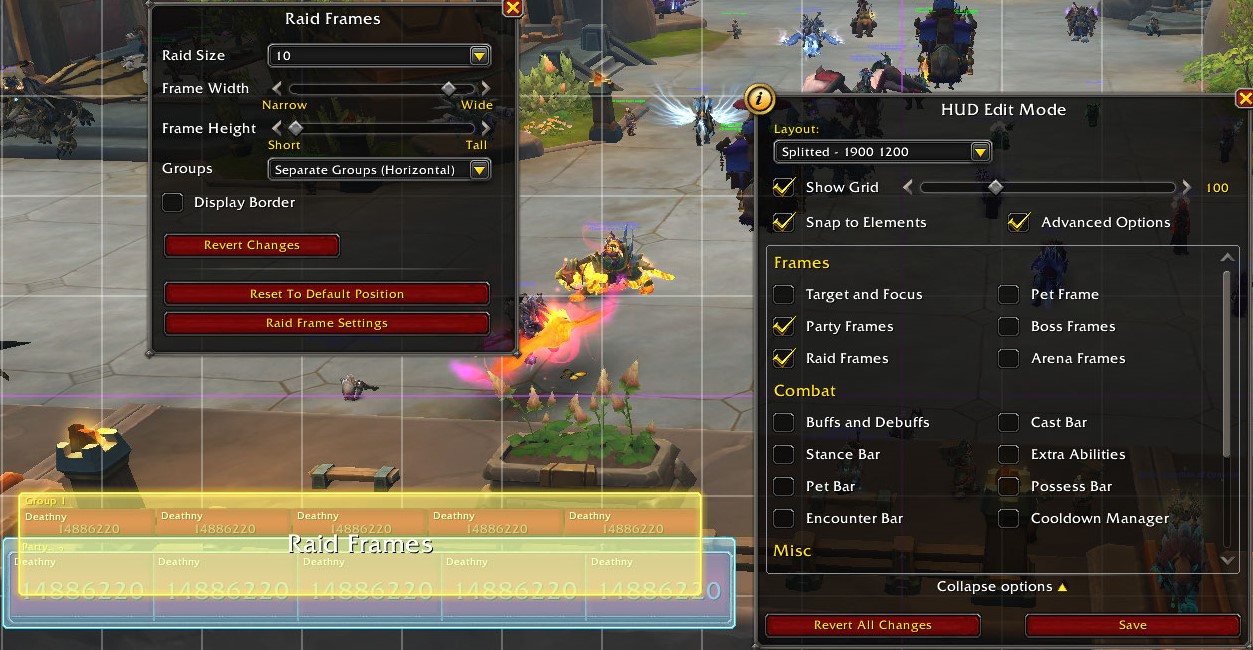 Raid Frames
Raid Size
10
Frame Width
Narrow
Wide
Frame Height
Short
Tall
Groups
Separate Groups (Horizontal)
Display Border
Revert Changes
Reset To Default Position
Raid Frame Settings
HUD Edit Mode
Layout:
Splitted - 1900 1200
Show Grid
100
Snap to Elements
Advanced Options
Frames
Target and Focus
Pet Frame
Party Frames
Boss Frames
Raid Frames
Arena Frames
Combat
Buffs and Debuffs
Cast Bar
Stance Bar
Extra Abilities
Pet Bar
Possess Bar
Encounter Bar
Cooldown Manager
Misc
Collapse options
Revert All Changes
Save
Group 1
Deathny Deathny Deathny Deathny Deathny
14886220 14886220 14886220 14886220 14886220
Raid Frames
Party
Deathny Deathny Deathny Deathny Deathny
14886220 14886220 14886220 14886220 14886220